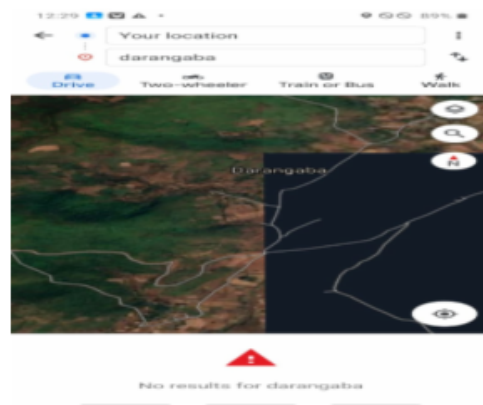 12:29 89%
Your location
darangaba
Drive Two-wheeler Train or Bus Walk
Darangaba
N
No results for darangaba